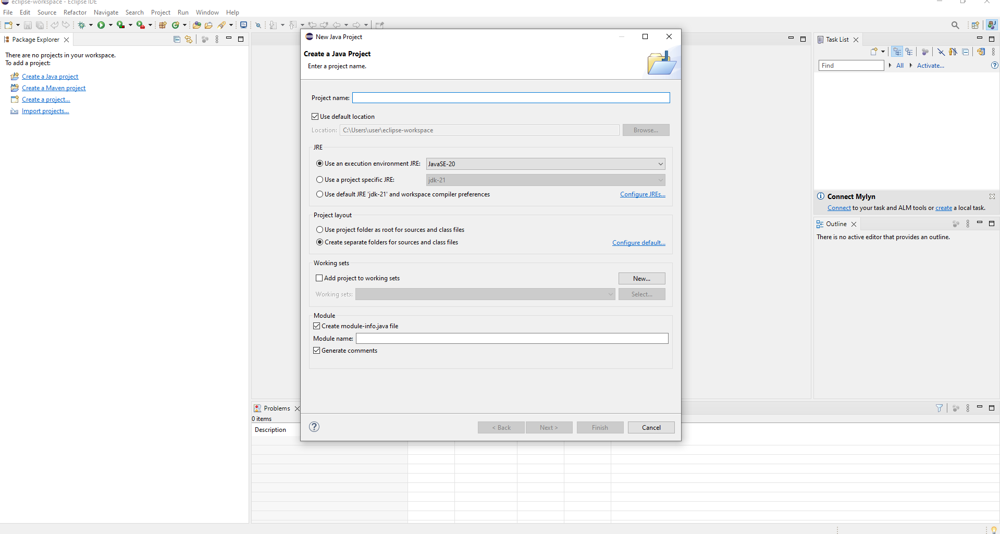 eclipse-workspace - Eclipse IDE
File Edit Source Refactor Navigate Search Project Run Window Help
Package Explorer
There are no projects in your workspace.
To add a project:
Create a Java project
Create a Maven project
Create a project...
Import projects...
New Java Project
Create a Java Project
Enter a project name.
Project name:
Use default location
Location: C:\Users\user\eclipse-workspace Browse...
JRE
Use an execution environment JRE: JavaSE-20
Use a project specific JRE: jdk-21
Use default JRE 'jdk-21' and workspace compiler preferences Configure JREs...
Project layout
Use project folder as root for sources and class files
Create separate folders for sources and class files Configure default...
Working sets
Add project to working sets New...
Working sets: Select...
Module
Create module-info.java file
Module name:
Generate comments
< Back Next > Finish Cancel
Task List
Find All Activate...
Connect Mylyn
Connect to your task and ALM tools or create a local task.
Outline
There is no active editor that provides an outline.
Problems
0 items
Description